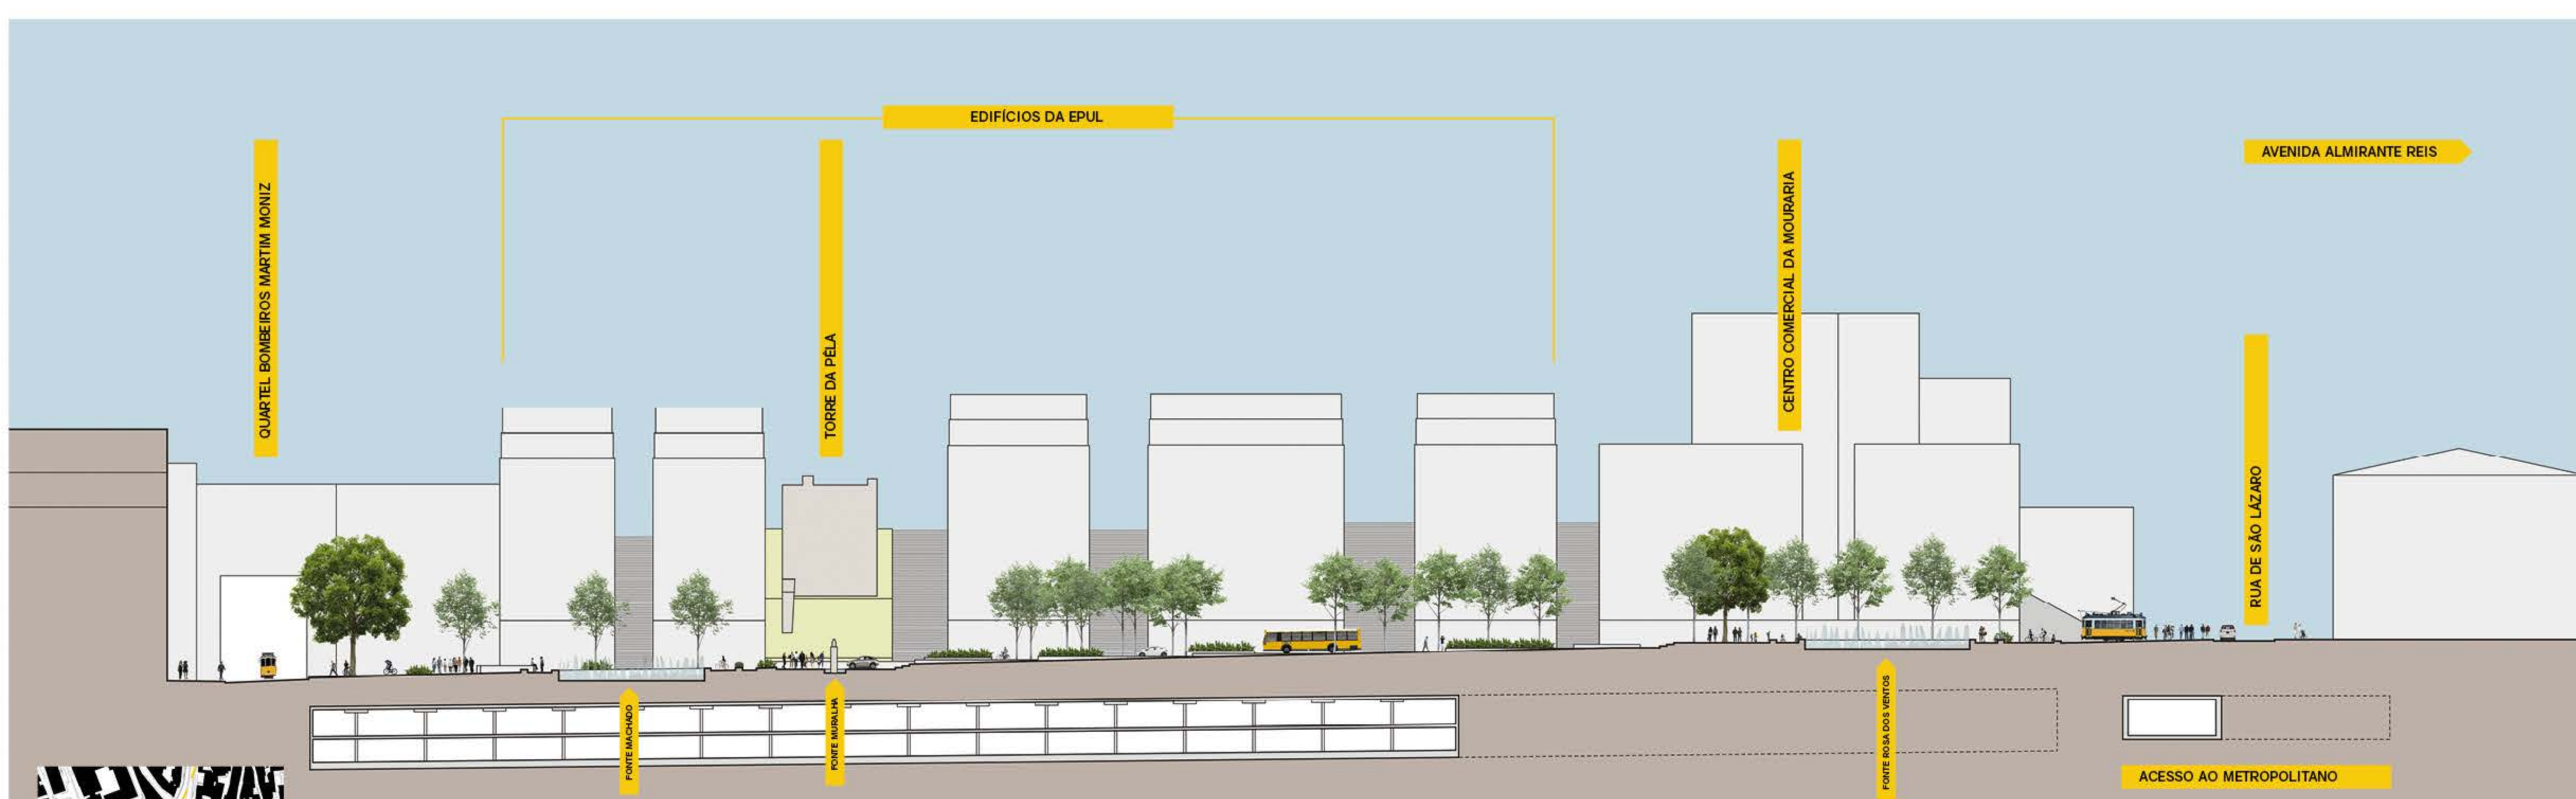 EDIFÍCIOS DA EPUL
AVENIDA ALMIRANTE REIS
QUARTEL BOMBEIROS MARTIM MONIZ
TORRE DA PÉLA
CENTRO COMERCIAL DA MOURARIA
RUA DE SÃO LÁZARO
FONTE MACHADO
FONTE MURALHA
FONTE ROSA DOS VENTOS
ACESSO AO METROPOLITANO